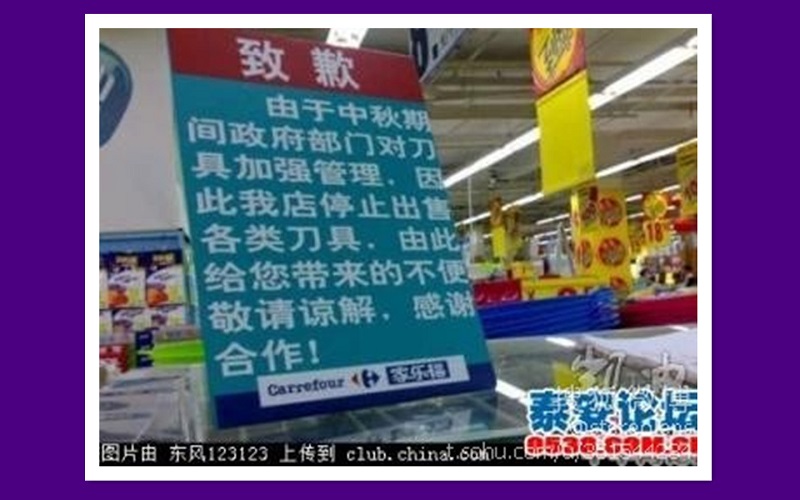 致歉
由于中秋期
间政府部门对刀
具加强管理，因
此我店停止出售
各类刀具，由此
给您带来的不便
敬请谅解，感谢
合作！
Carrefour 家乐福
18
泰安论坛
图片由 东风123123 上传到 club.china.com